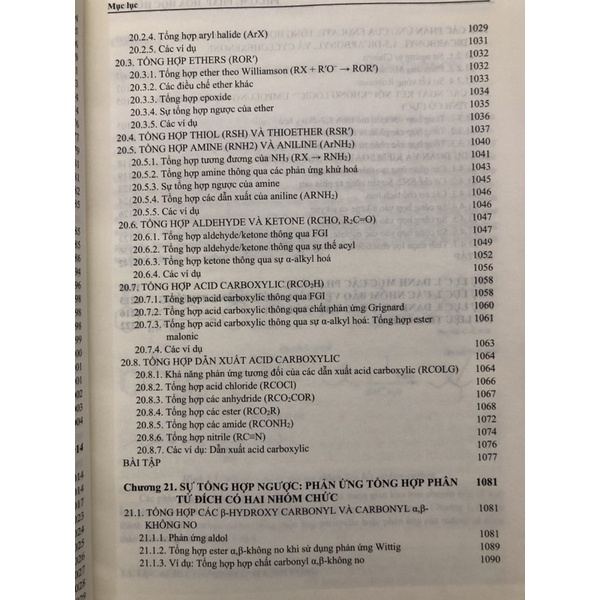 Mục lục
20.2.4. Tổng hợp aryl halide (ArX) 1029
20.2.5. Các ví dụ 1031
20.3. TỔNG HỢP ETHERS (ROR′) 1032
20.3.1. Tổng hợp ether theo Williamson (RX + R′O⁻ → ROR′) 1032
20.3.2. Các điều chế ether khác 1033
20.3.3. Tổng hợp epoxide 1034
20.3.4. Sự tổng hợp ngược của ether 1035
20.3.5. Các ví dụ 1036
20.4. TỔNG HỢP THIOL (RSH) VÀ THIOETHER (RSR′) 1037
20.5. TỔNG HỢP AMINE (RNH2) VÀ ANILINE (ArNH₂) 1040
20.5.1. Tổng hợp tương đương của NH₃ (RX → RNH₂) 1041
20.5.2. Tổng hợp amine thông qua các phản ứng khử hoá 1043
20.5.3. Sự tổng hợp ngược của amine 1045
20.5.4. Tổng hợp các dẫn xuất của aniline (ARNH₂) 1046
20.5.5. Các ví dụ 1046
20.6. TỔNG HỢP ALDEHYDE VÀ KETONE (RCHO, R₂C=O) 1047
20.6.1. Tổng hợp aldehyde/ketone thông qua FGI 1047
20.6.2. Tổng hợp aldehyde/ketone thông qua sự thế acyl 1049
20.6.3. Tổng hợp ketone thông qua sự α-alkyl hoá 1052
20.6.4. Các ví dụ 1056
20.7. TỔNG HỢP ACID CARBOXYLIC (RCO₂H) 1058
20.7.1. Tổng hợp acid carboxylic thông qua FGI 1058
20.7.2. Tổng hợp acid carboxylic thông qua chất phản ứng Grignard 1060
20.7.3. Tổng hợp acid carboxylic thông qua sự α-alkyl hoá: Tổng hợp ester 1061
malonic
20.7.4. Các ví dụ 1063
20.8. TỔNG HỢP DẪN XUẤT ACID CARBOXYLIC 1064
20.8.1. Khả năng phản ứng tương đối của các dẫn xuất acid carboxylic (RCOLG) 1064
20.8.2. Tổng hợp acid chloride (RCOCl) 1066
20.8.3. Tổng hợp các anhydride (RCO₂COR) 1067
20.8.4. Tổng hợp các ester (RCO₂R) 1068
20.8.5. Tổng hợp các amide (RCONH₂) 1072
20.8.6. Tổng hợp nitrile (RC≡N) 1074
20.8.7. Các ví dụ: Dẫn xuất acid carboxylic 1076
BÀI TẬP 1077
Chương 21. SỰ TỔNG HỢP NGƯỢC: PHẢN ỨNG TỔNG HỢP PHÂN 1081
TỬ ĐÍCH CÓ HAI NHÓM CHỨC
21.1. TỔNG HỢP CÁC β-HYDROXY CARBONYL VÀ CARBONYL α,β- 1081
KHÔNG NO
21.1.1. Phản ứng aldol 1081
21.1.2. Tổng hợp ester α,β-không no khi sử dụng phản ứng Wittig 1089
21.1.3. Ví dụ: Tổng hợp hợp chất carbonyl α,β-không no 1090